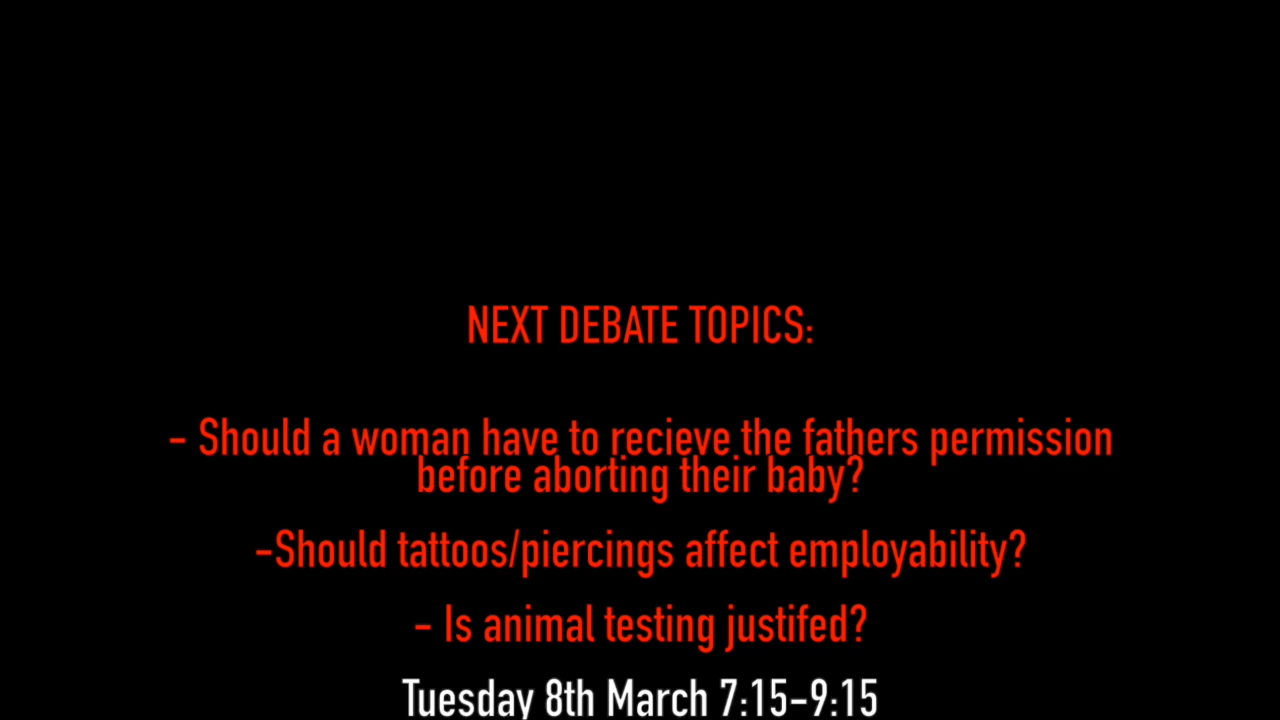 NEXT DEBATE TOPICS:
- Should a woman have to recieve the fathers permission
before aborting their baby?
-Should tattoos/piercings affect employability?
- Is animal testing justifed?
Tuesday 8th March 7:15-9:15